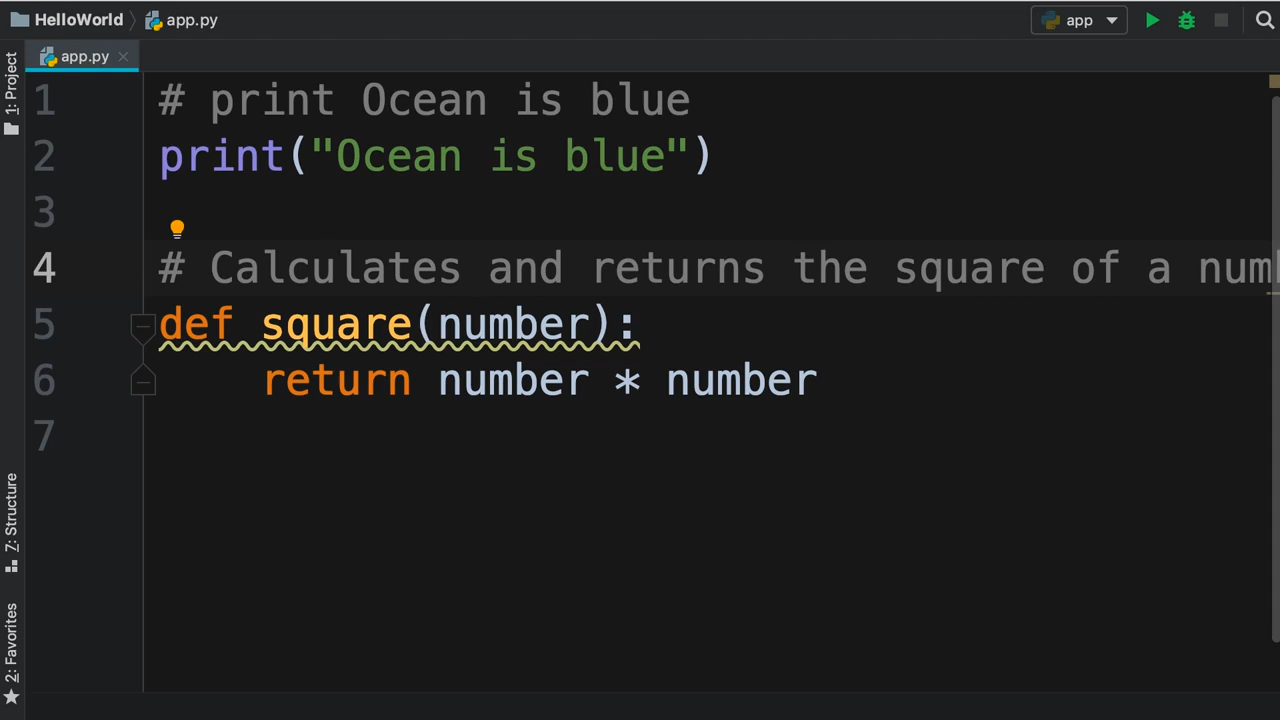 HelloWorld app.py
app
app.py
1: Project
7: Structure
2: Favorites
1 # print Ocean is blue
2 print("Ocean is blue")
3
4 # Calculates and returns the square of a
5 def square(number):
6     return number * number
7